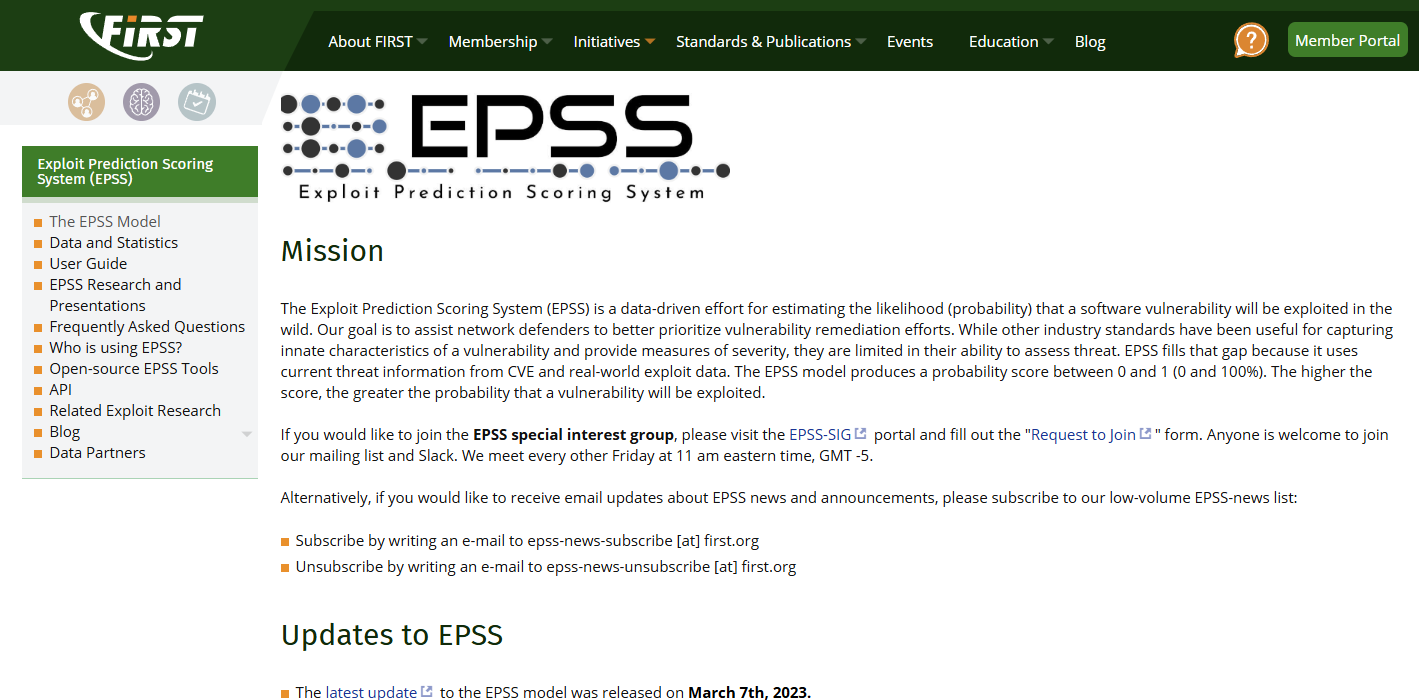 FIRST
About FIRST
Membership
Initiatives
Standards & Publications
Events
Education
Blog
?
Member Portal
Exploit Prediction Scoring
System (EPSS)
The EPSS Model
Data and Statistics
User Guide
EPSS Research and
Presentations
Frequently Asked Questions
Who is using EPSS?
Open-source EPSS Tools
API
Related Exploit Research
Blog
Data Partners
EPSS
Exploit Prediction Scoring System
Mission
The Exploit Prediction Scoring System (EPSS) is a data-driven effort for estimating the likelihood (probability) that a software vulnerability will be exploited in the
wild. Our goal is to assist network defenders to better prioritize vulnerability remediation efforts. While other industry standards have been useful for capturing
innate characteristics of a vulnerability and provide measures of severity, they are limited in their ability to assess threat. EPSS fills that gap because it uses
current threat information from CVE and real-world exploit data. The EPSS model produces a probability score between 0 and 1 (0 and 100%). The higher the
score, the greater the probability that a vulnerability will be exploited.
If you would like to join the EPSS special interest group, please visit the EPSS-SIG portal and fill out the "Request to Join " form. Anyone is welcome to join
our mailing list and Slack. We meet every other Friday at 11 am eastern time, GMT -5.
Alternatively, if you would like to receive email updates about EPSS news and announcements, please subscribe to our low-volume EPSS-news list:
Subscribe by writing an e-mail to epss-news-subscribe [at] first.org
Unsubscribe by writing an e-mail to epss-news-unsubscribe [at] first.org
Updates to EPSS
The latest update to the EPSS model was released on March 7th, 2023.